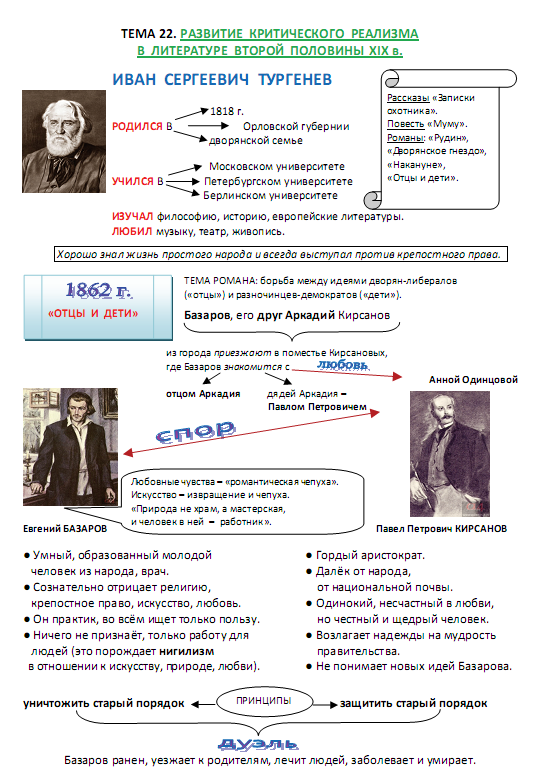 ТЕМА 22. РАЗВИТИЕ КРИТИЧЕСКОГО РЕАЛИЗМА
В ЛИТЕРАТУРЕ ВТОРОЙ ПОЛОВИНЫ XIX в.
ИВАН СЕРГЕЕВИЧ ТУРГЕНЕВ
РОДИЛСЯ В
1818 г.
Орловской губернии
дворянской семье
УЧИЛСЯ В
Московском университете
Петербургском университете
Берлинском университете
Рассказы «Записки
охотника».
Повесть «Муму».
Романы: «Рудин»,
«Дворянское гнездо»,
«Накануне»,
«Отцы и дети».
ИЗУЧАЛ философию, историю, европейские литературы.
ЛЮБИЛ музыку, театр, живопись.
Хорошо знал жизнь простого народа и всегда выступал против крепостного права.
1862 г.
«ОТЦЫ И ДЕТИ»
ТЕМА РОМАНА: борьба между идеями дворян-либералов
(«отцы») и разночинцев-демократов («дети»).
Базаров, его друг Аркадий Кирсанов
из города приезжают в поместье Кирсановых,
где Базаров знакомится с
любовь
Анной Одинцовой
отцом Аркадия
дядей Аркадия –
Павлом Петровичем
спор
Любовные чувства – «романтическая чепуха».
Искусство – извращение и чепуха.
«Природа не храм, а мастерская,
и человек в ней – работник».
Евгений БАЗАРОВ
Павел Петрович КИРСАНОВ
● Умный, образованный молодой
человек из народа, врач.
● Сознательно отрицает религию,
крепостное право, искусство, любовь.
● Он практик, во всём ищет только пользу.
● Ничего не признаёт, только работу для
людей (это порождает нигилизм
в отношении к искусству, природе, любви).
● Гордый аристократ.
● Далёк от народа,
от национальной почвы.
● Одинокий, несчастный в любви,
но честный и щедрый человек.
● Возлагает надежды на мудрость
правительства.
● Не понимает новых идей Базарова.
уничтожить старый порядок
ПРИНЦИПЫ
защитить старый порядок
дуэль
Базаров ранен, уезжает к родителям, лечит людей, заболевает и умирает.